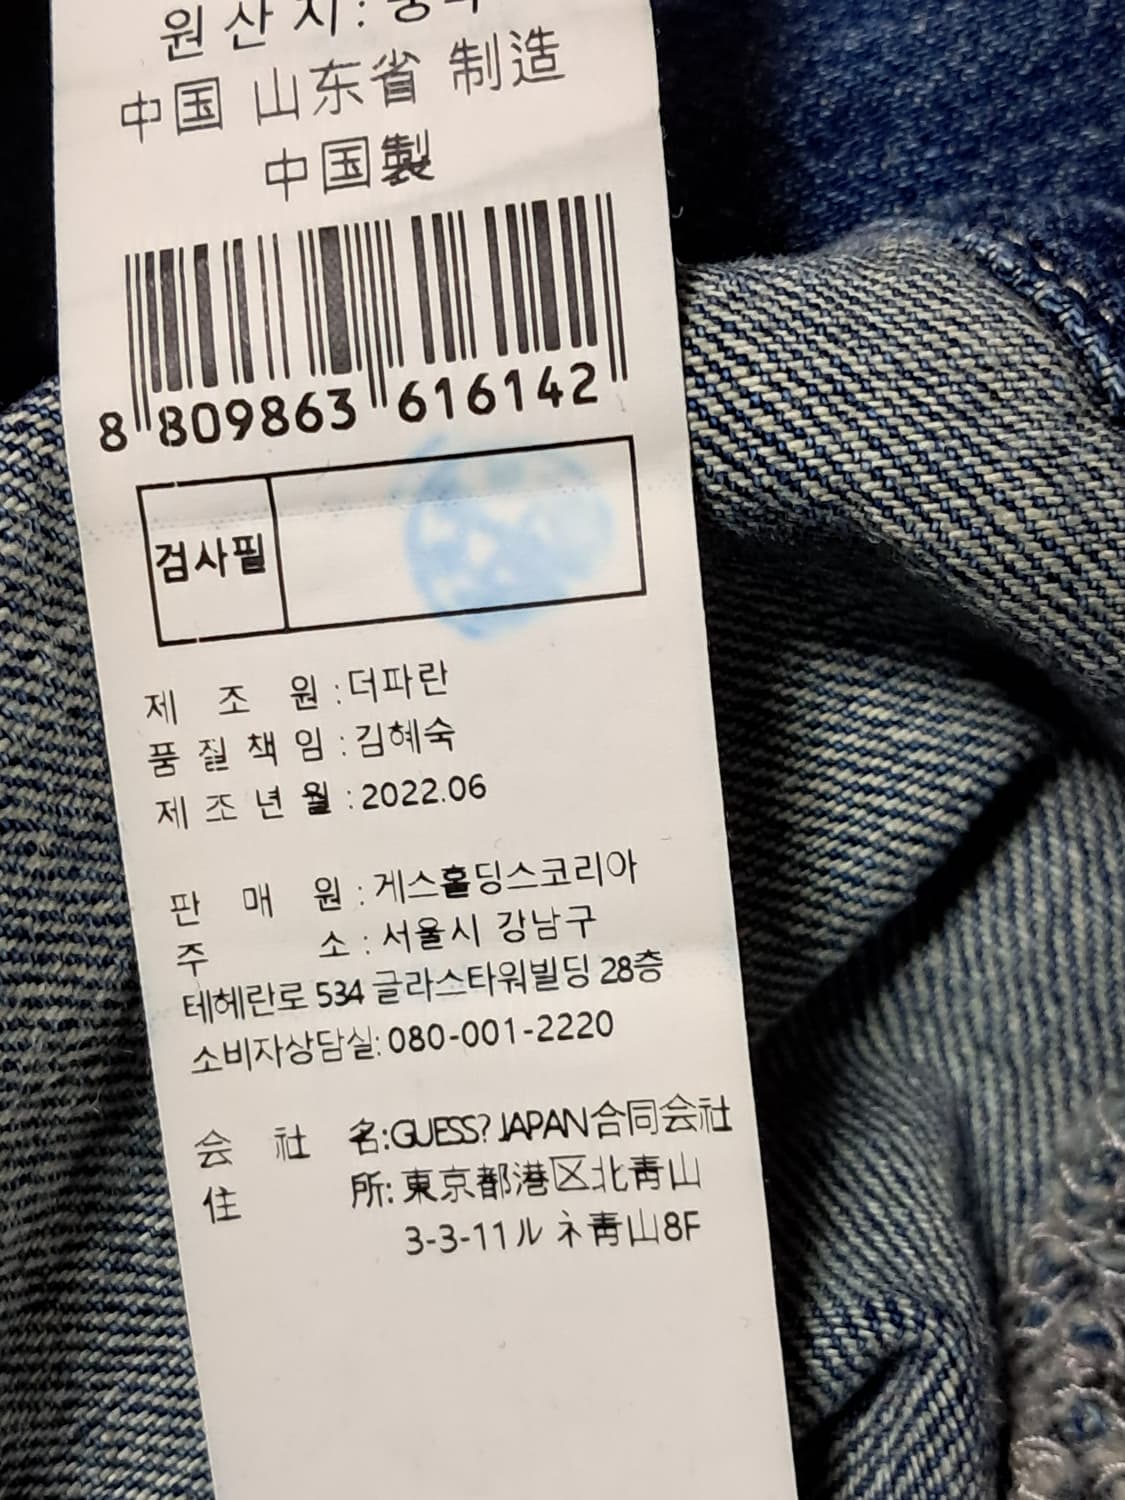 원산지:중국
中国 山东省 制造
中国製
8 809863 616142
검사필
제 조 원 :더파란
품질책임 :김혜숙
제조년월 :2022.06
판 매 원 : 게스홀딩스코리아
주 소 : 서울시 강남구
테헤란로 534 글라스타워빌딩 28층
소비자상담실: 080-001-2220
会 社 名:GUESS? JAPAN合同会社
住 所: 東京都港区北青山
3-3-11ル ネ青山8F